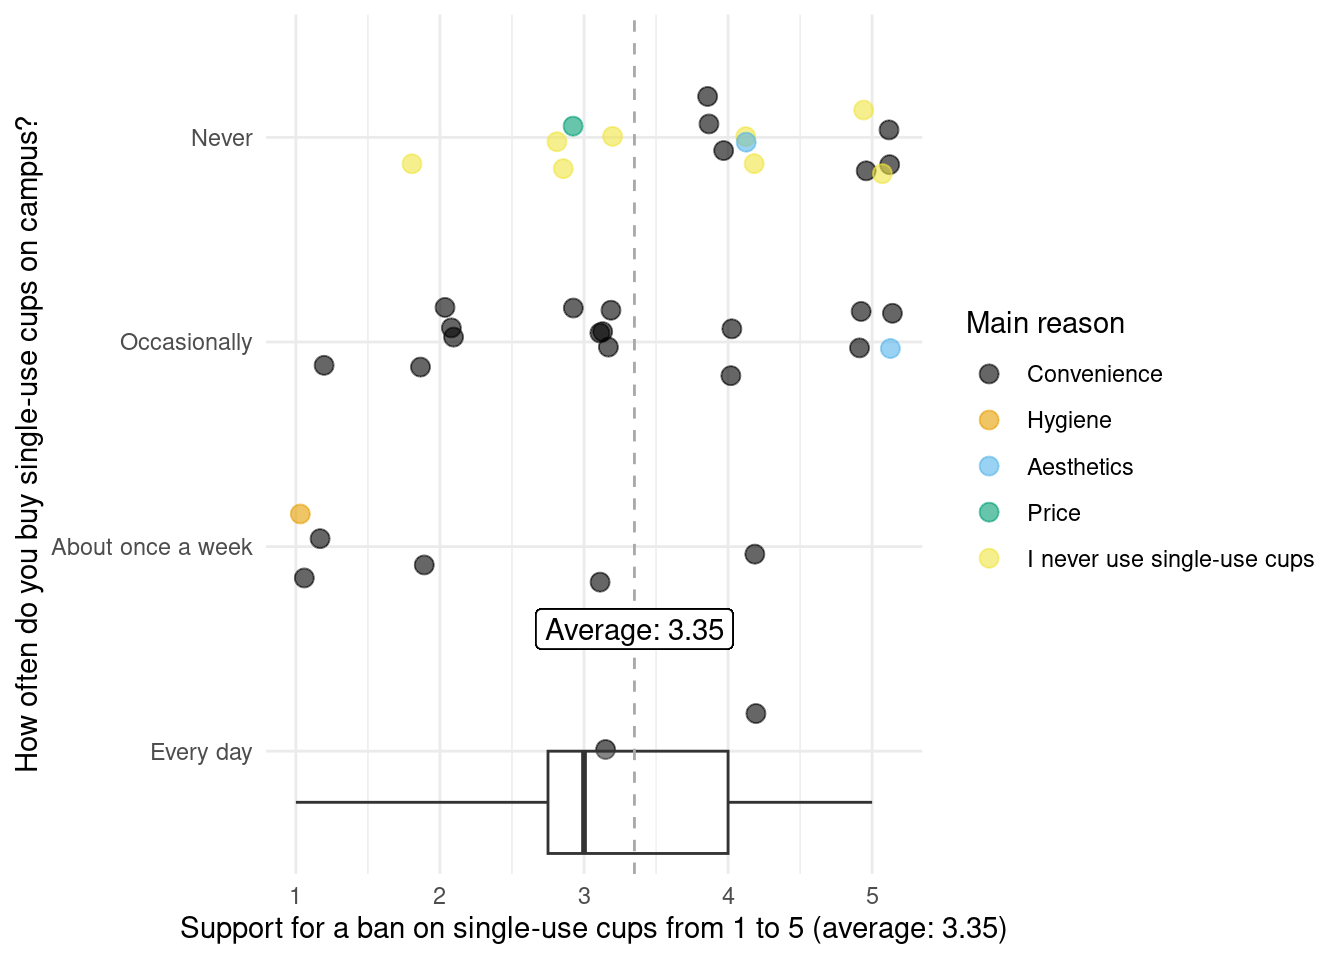 How often do you buy single-use cups on campus?
Never
Occasionally
About once a week
Every day
Average: 3.35
1 2 3 4 5
Support for a ban on single-use cups from 1 to 5 (average: 3.35)
Main reason
Convenience
Hygiene
Aesthetics
Price
I never use single-use cups